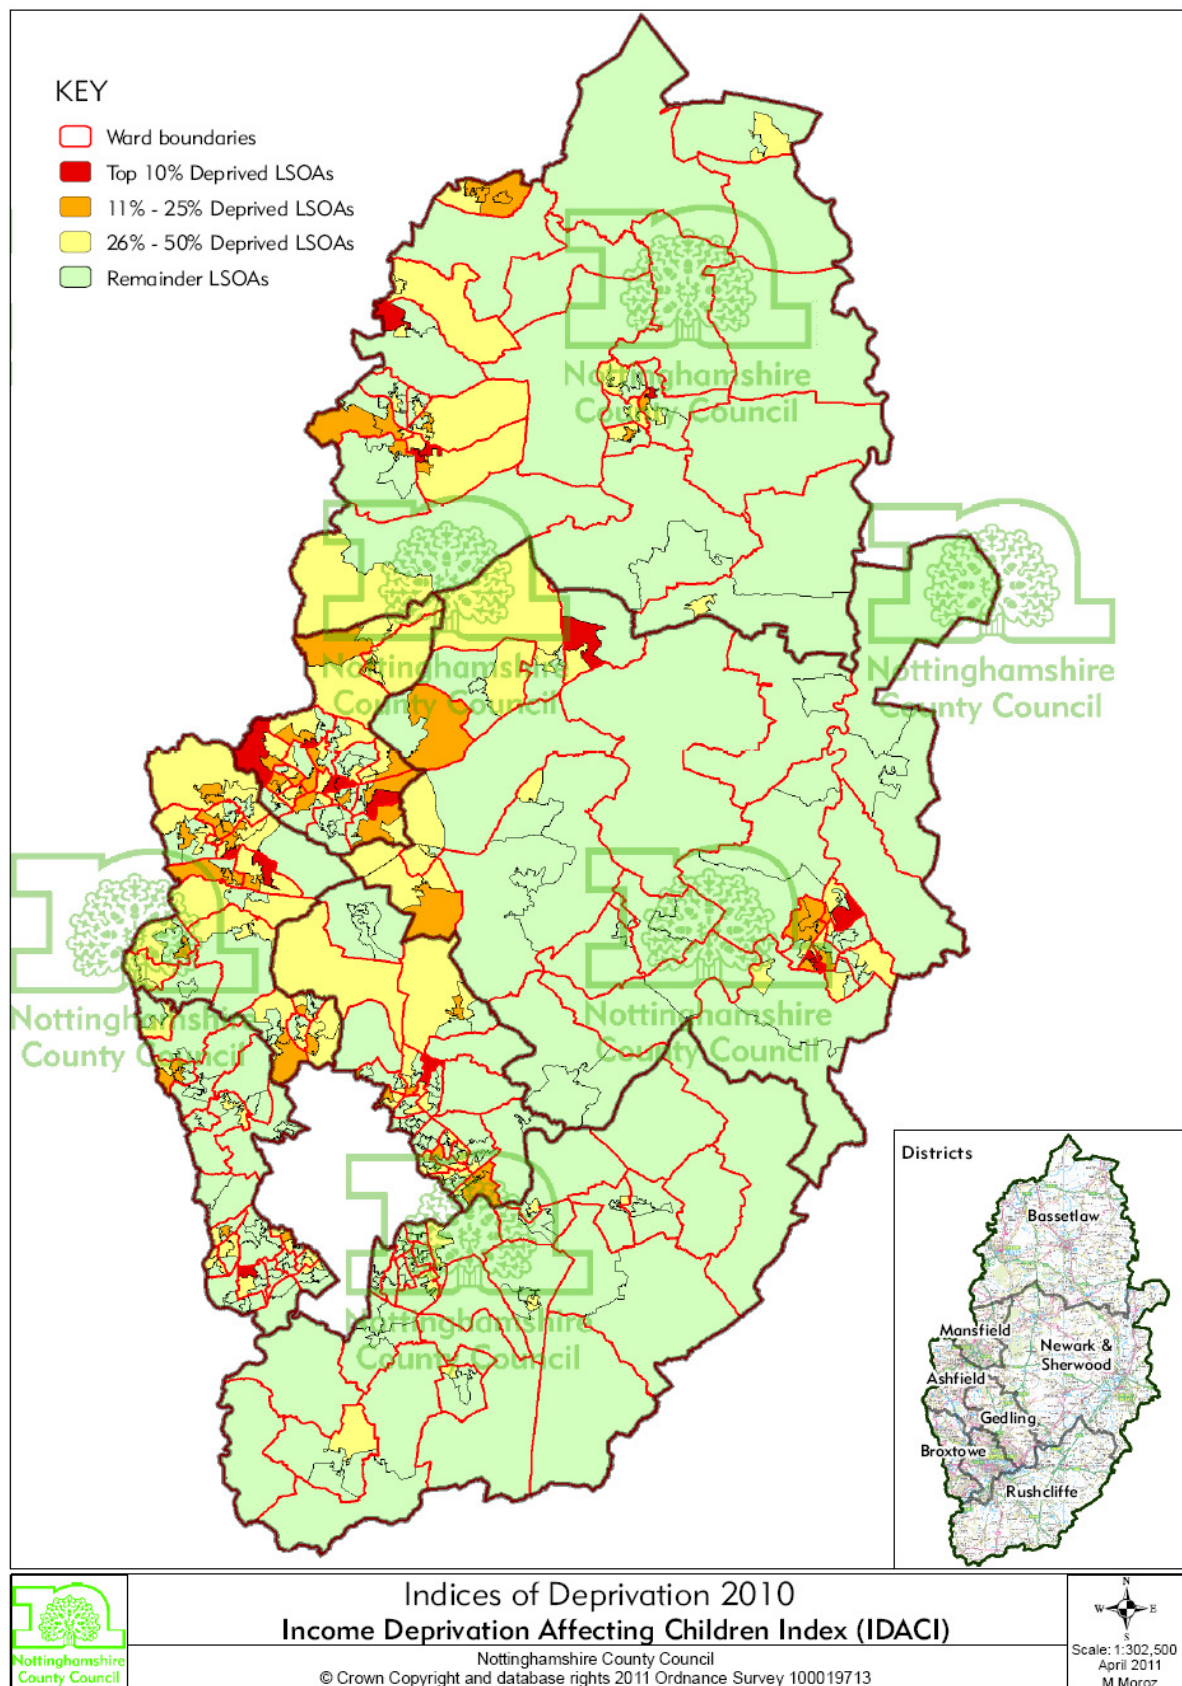 KEY
Ward boundaries
Top 10% Deprived LSOAs
11% - 25% Deprived LSOAs
26% - 50% Deprived LSOAs
Remainder LSOAs
Nottinghamshire
County Council
Nottinghamshire
County Council
Nottinghamshire
County Council
Nottinghamshire
County Council
Nottinghamshire
County Council
Nottinghamshire
County Council
Districts
Bassetlaw
Mansfield
Newark &
Sherwood
Ashfield
Gedling
Broxtowe
Rushcliffe
Nottinghamshire
County Council
Indices of Deprivation 2010
Income Deprivation Affecting Children Index (IDACI)
Nottinghamshire County Council
© Crown Copyright and database rights 2011 Ordnance Survey 100019713
N
W E
S
Scale: 1:302,500
April 2011
M Moroz